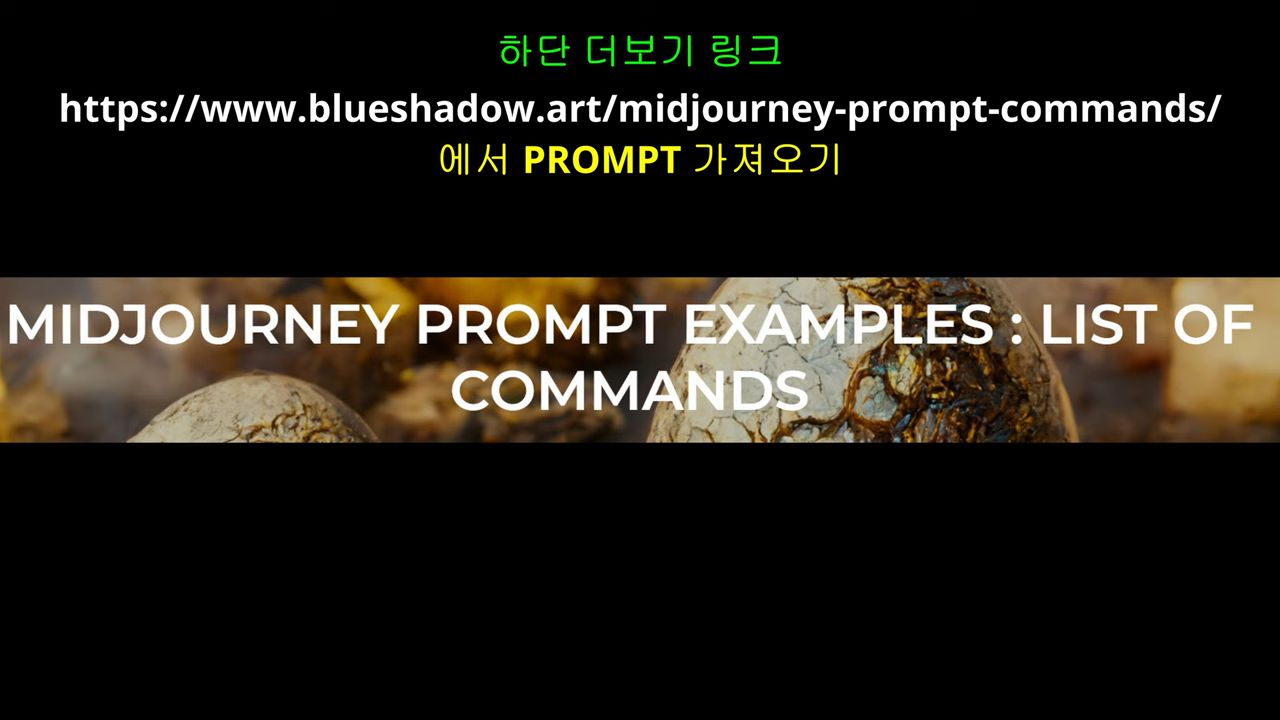 하단 더보기 링크
https://www.blueshadow.art/midjourney-prompt-commands/
에서 PROMPT 가져오기
MIDJOURNEY PROMPT EXAMPLES : LIST OF
COMMANDS